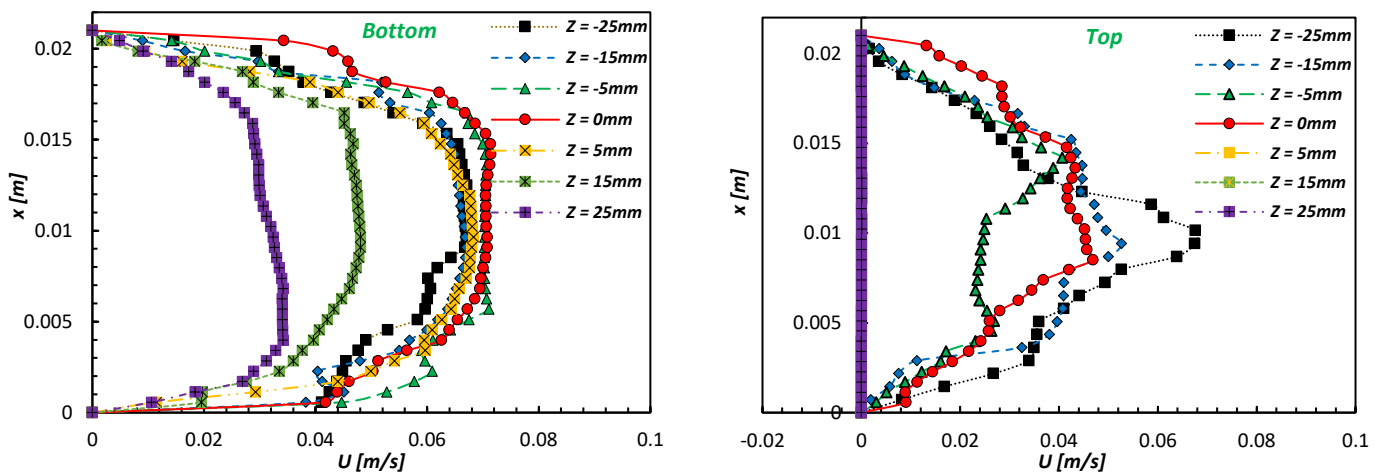 Bottom
x [m]
0.02
0.015
0.01
0.005
0
0
0.02
0.04
0.06
0.08
0.1
U [m/s]
Z = -25mm
Z = -15mm
Z = -5mm
Z = 0mm
Z = 5mm
Z = 15mm
Z = 25mm
Top
x [m]
0.02
0.015
0.01
0.005
0
-0.02
0
0.02
0.04
0.06
0.08
0.1
U [m/s]
Z = -25mm
Z = -15mm
Z = -5mm
Z = 0mm
Z = 5mm
Z = 15mm
Z = 25mm